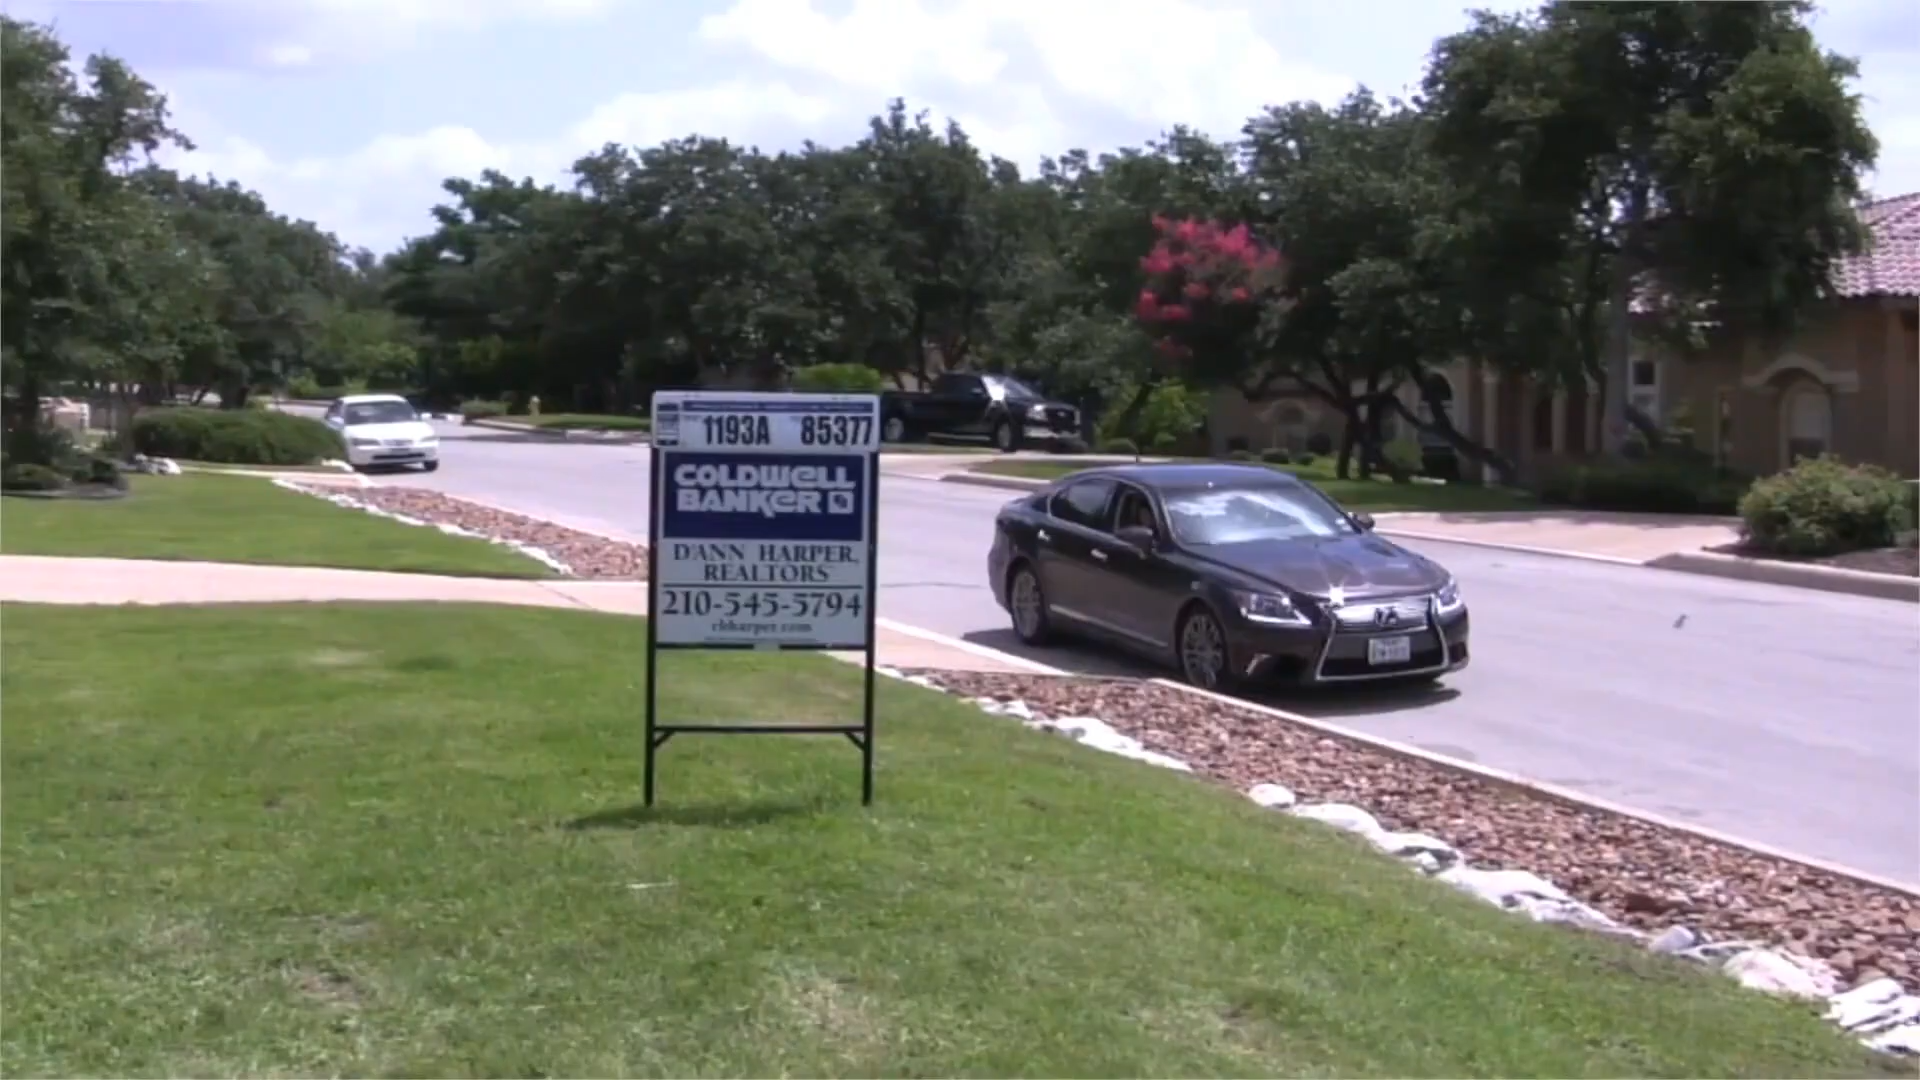 1193A 85377
COLDWELL
BANKER
D'ANN HARPER,
REALTORS
210-545-5794
cbharper.com